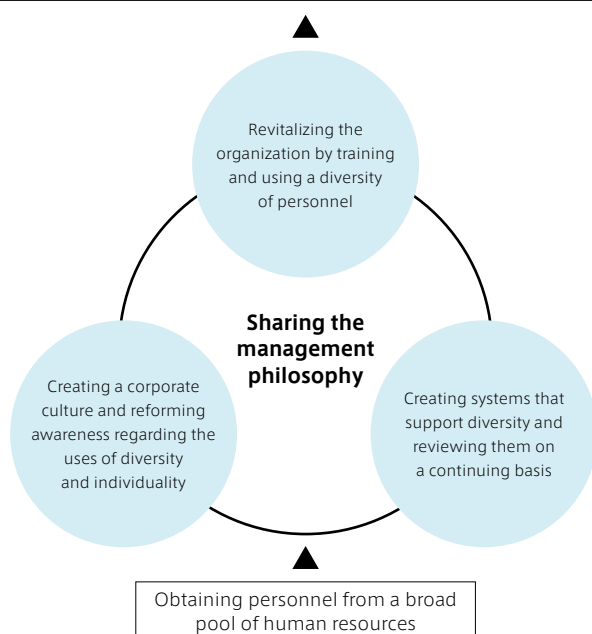 Revitalizing the
organization by training
and using a diversity
of personnel
Sharing the
management
philosophy
Creating a corporate
culture and reforming
awareness regarding the
uses of diversity
and individuality
Creating systems that
support diversity and
reviewing them on
a continuing basis
Obtaining personnel from a broad
pool of human resources